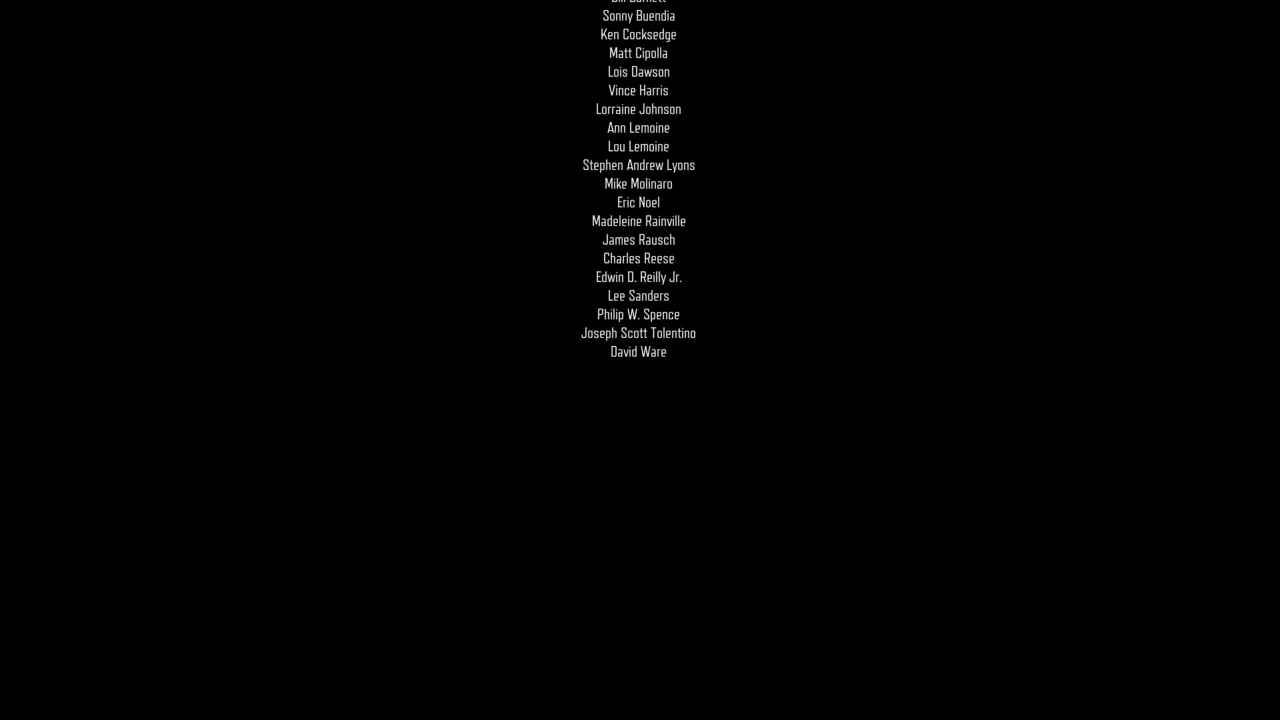 Sonny Buendia
Ken Cocksedge
Matt Cipolla
Lois Dawson
Vince Harris
Lorraine Johnson
Ann Lemoine
Lou Lemoine
Stephen Andrew Lyons
Mike Molinaro
Eric Noel
Madeleine Rainville
James Rausch
Charles Reese
Edwin D. Reilly Jr.
Lee Sanders
Philip W. Spence
Joseph Scott Tolentino
David Ware